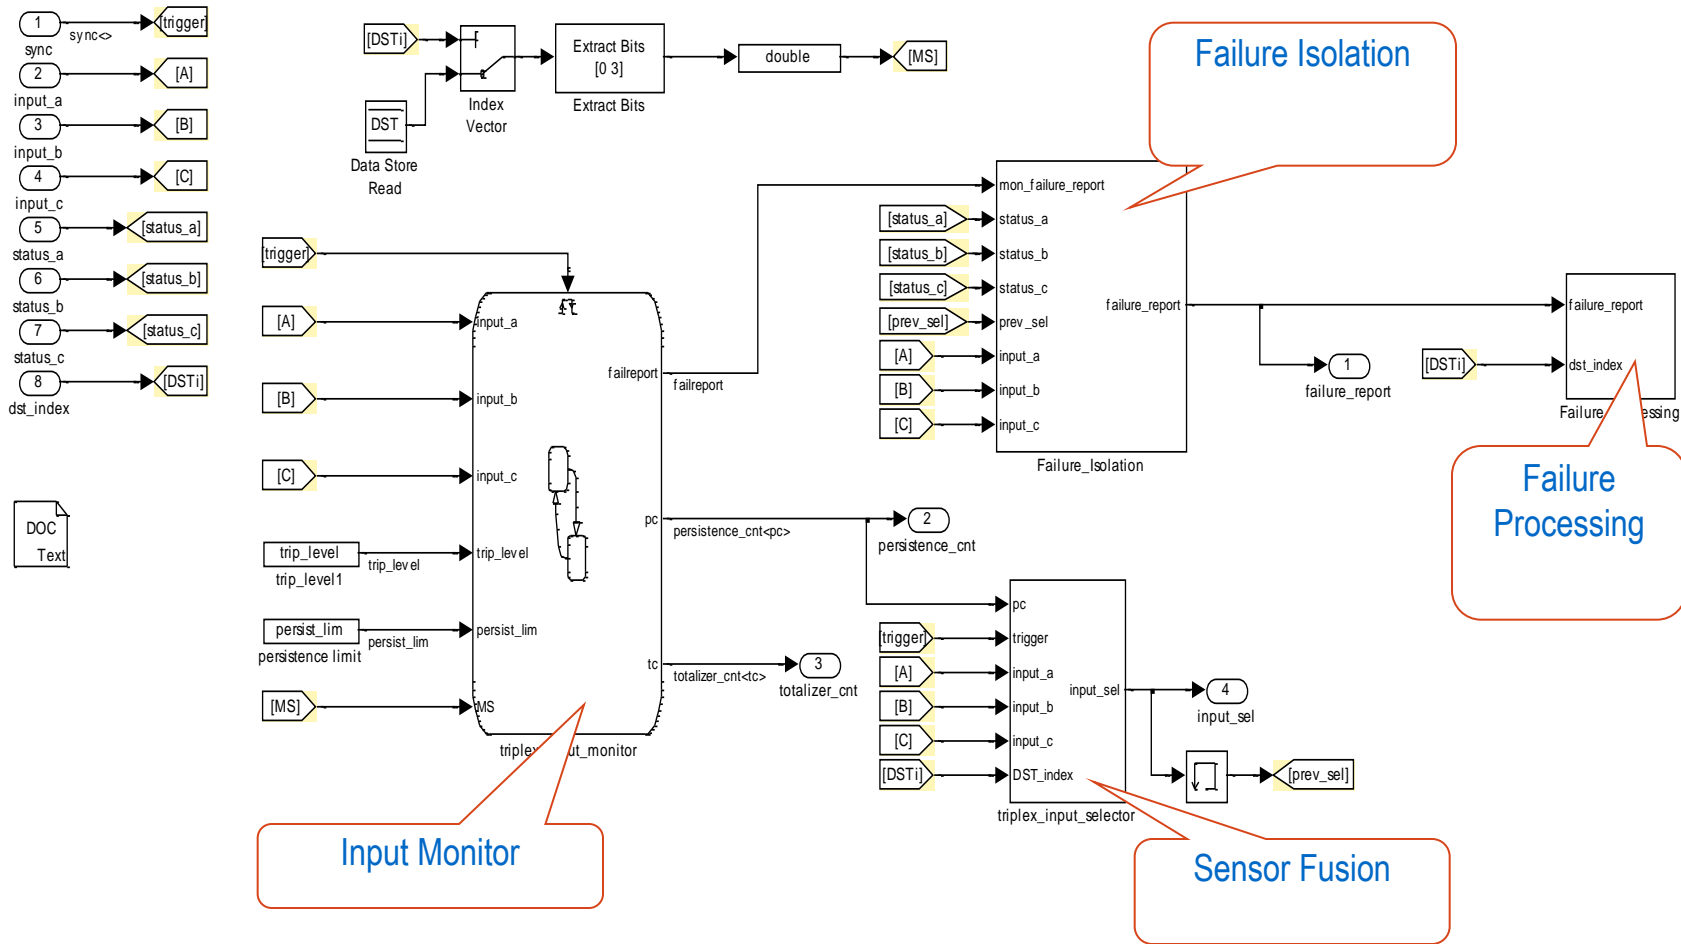 1
sync
sync<>
[trigger]
2
input_a
[A]
3
input_b
[B]
4
input_c
[C]
5
status_a
[status_a]
6
status_b
[status_b]
7
status_c
[status_c]
8
dst_index
[DSTi]
DOC
Text
[DSTi]
DST
Data Store
Read
Index
Vector
Extract Bits
[0 3]
Extract Bits
double
[MS]
[trigger]
[A]
[B]
[C]
trip_level
trip_level1
trip_level
persist_lim
persistence limit
persist_lim
[MS]
input_a
input_b
input_c
trip_level
persist_lim
MS
failreport
pc
tc
failreport
persistence_cnt<pc>
totalizer_cnt<tc>
2
persistence_cnt
3
totalizer_cnt
Input Monitor
Failure Isolation
[status_a]
[status_b]
[status_c]
[prev_sel]
[A]
[B]
[C]
mon_failure_report
status_a
status_b
status_c
prev_sel
input_a
input_b
input_c
failure_report
Failure_Isolation
1
failure_report
[DSTi]
failure_report
dst_index
Failure
Processing
[trigger]
[A]
[B]
[C]
[DSTi]
pc
trigger
input_a
input_b
input_c
DST_index
input_sel
triplex_input_selector
4
input_sel
[prev_sel]
Sensor Fusion